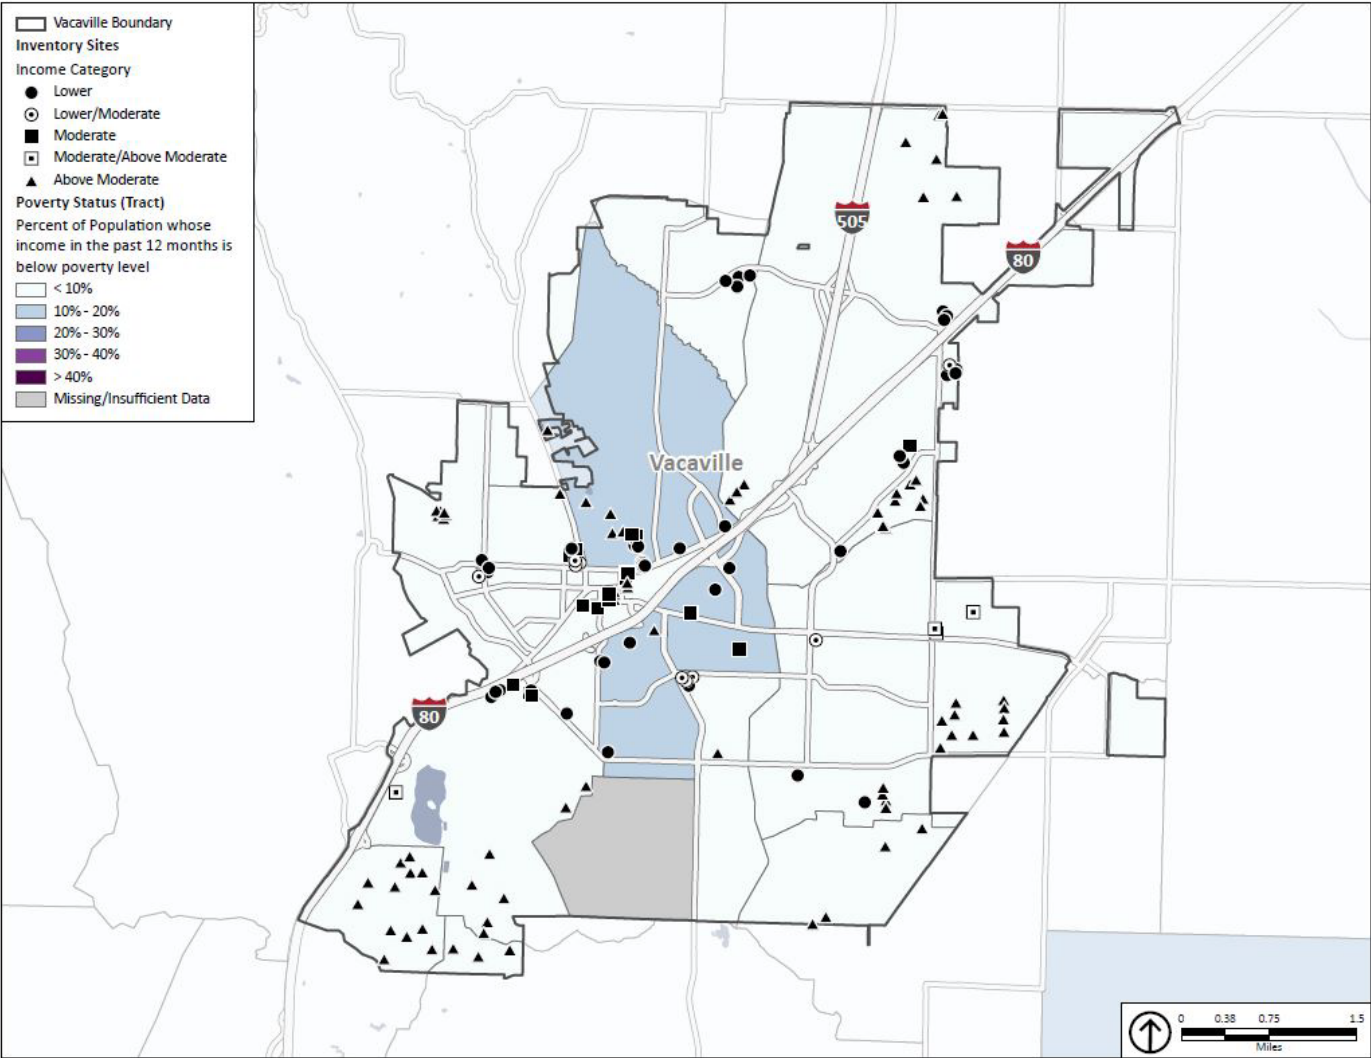 Vacaville Boundary
Inventory Sites
Income Category
Lower
Lower/Moderate
Moderate
Moderate/Above Moderate
Above Moderate
Poverty Status (Tract)
Percent of Population whose
income in the past 12 months is
below poverty level
< 10%
10% - 20%
20% - 30%
30% - 40%
> 40%
Missing/Insufficient Data
505
80
Vacaville
80
0 0.38 0.75 1.5
Miles